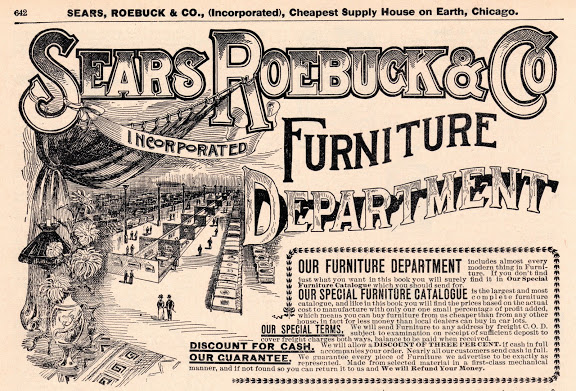 642 SEARS, ROEBUCK & CO., (Incorporated), Cheapest Supply House on Earth, Chicago.
SEARS ROEBUCK & CO
INCORPORATED
FURNITURE
DEPARTMENT
OUR FURNITURE DEPARTMENT includes almost every
modern thing in Furni-
ture. If you don't find
just what you want in this book you will surely find it in Our Special
Furniture Catalogue which you should send for.
OUR SPECIAL FURNITURE CATALOGUE is the largest and most
complete furniture
catalogue, and like in this book you will find the prices based on the actual
cost to manufacture with only our one small percentage of profit added,
which means you can buy furniture from us cheaper than from any other
house, in fact for less money than local dealers can buy in car lots.
OUR SPECIAL TERMS. We will send Furniture to any address by freight C. O. D.
subject to examination on receipt of sufficient deposit to
cover freight charges both ways, balance to be paid when received.
DISCOUNT FOR CASH. We will allow a DISCOUNT OF THREE PER CENT. if cash in full
accompanies your order. Nearly all our customers send cash in full.
OUR GUARANTEE. We guarantee every piece of Furniture we advertise to be exactly as
represented. Made from selected material in a first-class mechanical
manner, and if not found so you can return it to us and We will Refund Your Money.